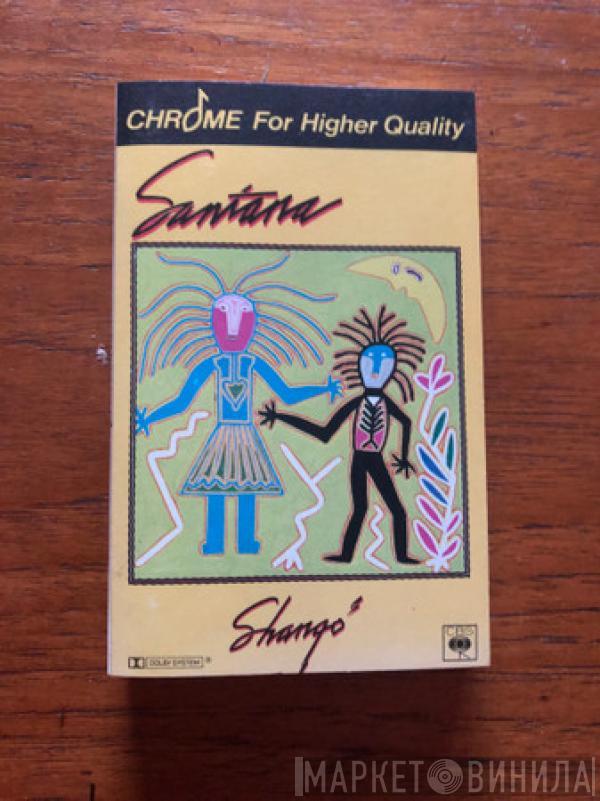 CHROME For Higher Quality
Santana
Shangó
DOLBY SYSTEM ®
CBS
МАРКЕТ ВИНИЛА